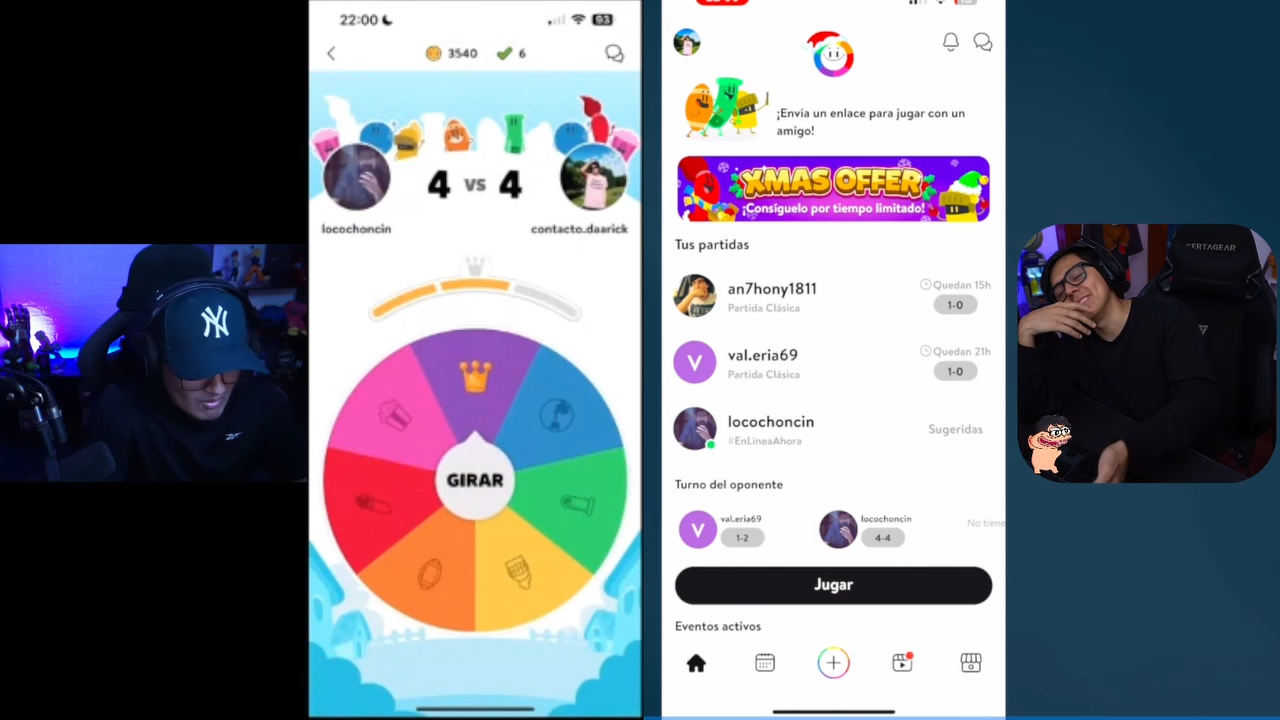 22:00
93
3540
6
4 vs 4
locochoncin
contacto.daarick
GIRAR
NY
¡Envía un enlace para jugar con un
amigo!
XMAS OFFER
¡Consíguelo por tiempo limitado!
Tus partidas
an7hony1811
Partida Clásica
Quedan 15h
1-0
V
val.eria69
Partida Clásica
Quedan 21h
1-0
locochoncin
#EnLíneaAhora
Sugeridas
Turno del oponente
V
val.eria69
1-2
locochoncin
4-4
No tiene
Jugar
Eventos activos